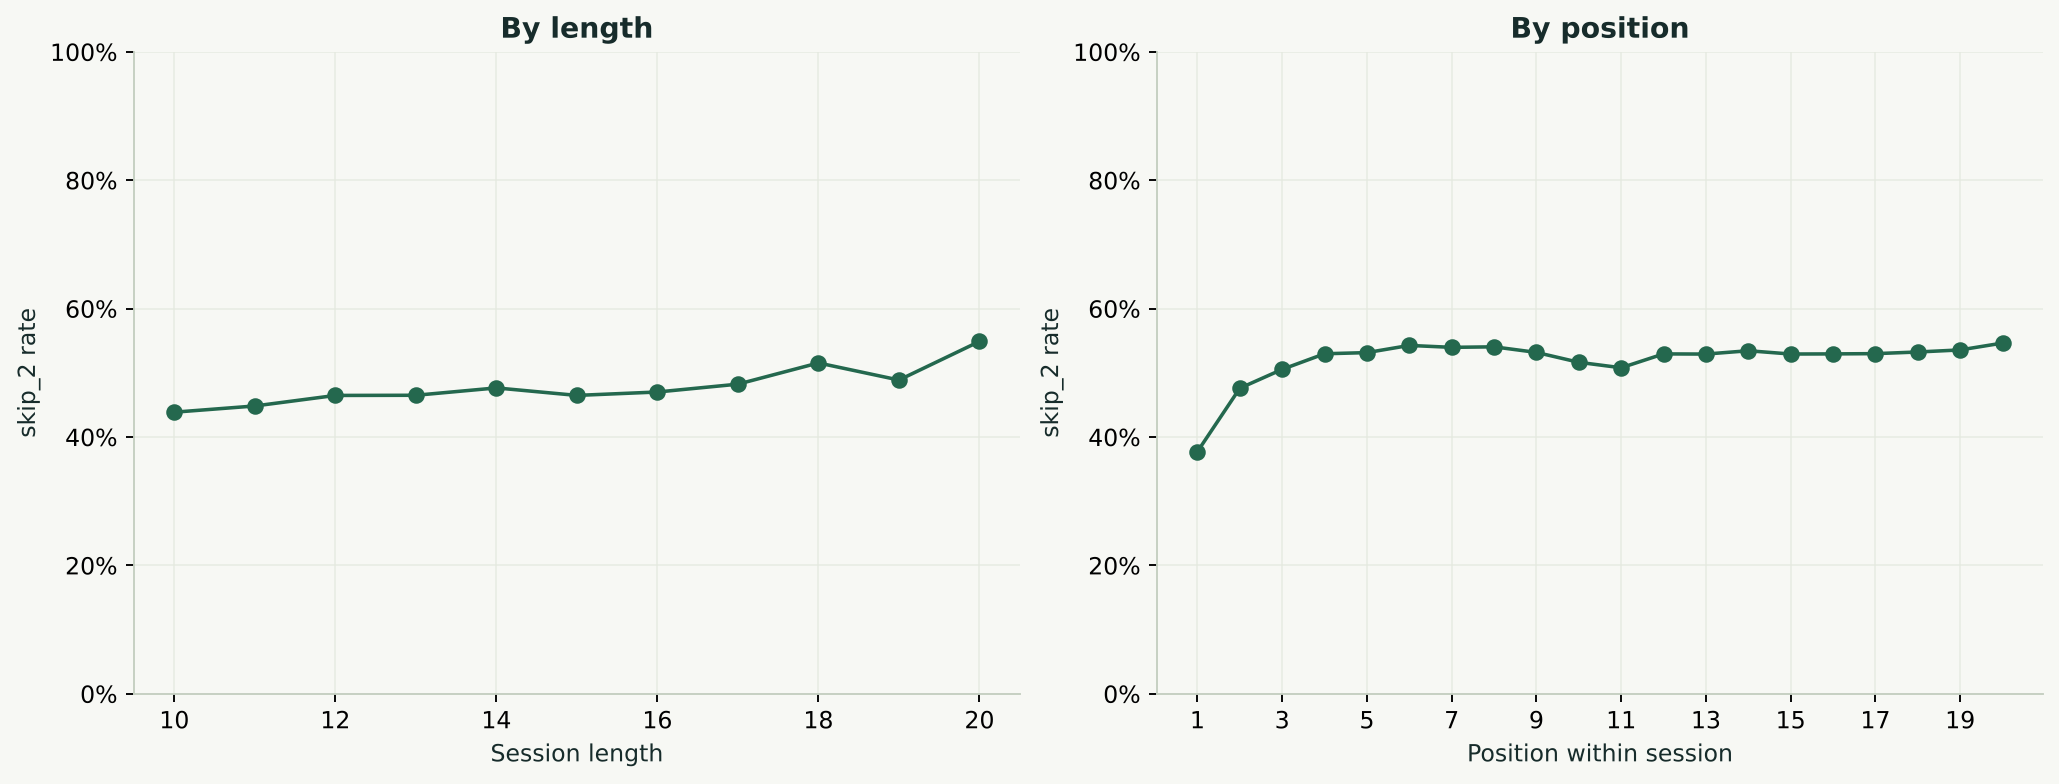 By length
100%
80%
60%
40%
20%
0%
skip_2 rate
10 12 14 16 18 20
Session length
By position
100%
80%
60%
40%
20%
0%
skip_2 rate
1 3 5 7 9 11 13 15 17 19
Position within session